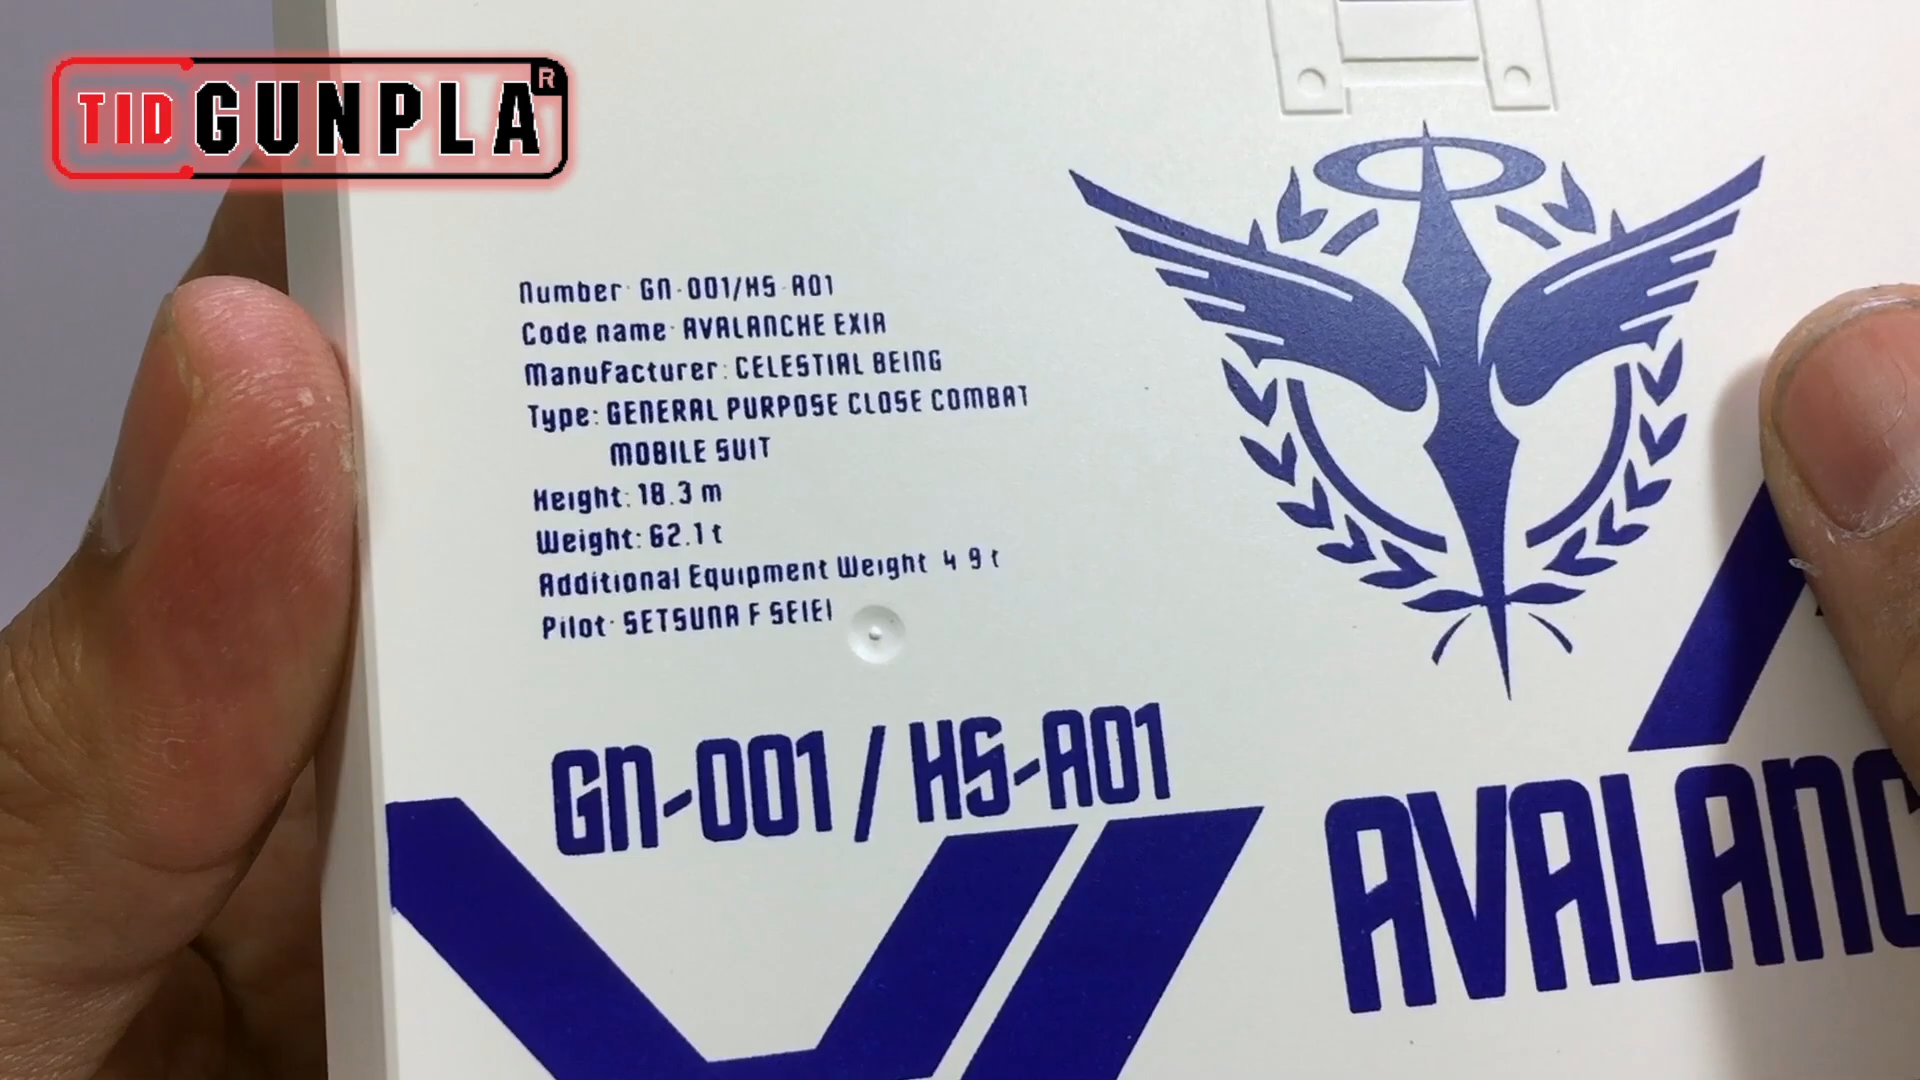 TID GUNPLA R
Number: GN-001/HS-A01
Code name: AVALANCHE EXIA
Manufacturer: CELESTIAL BEING
Type: GENERAL PURPOSE CLOSE COMBAT
MOBILE SUIT
Height: 18.3 m
Weight: 62.1 t
Additional Equipment Weight 4 9 t
Pilot: SETSUNA F SEIEI
GN-001 / HS-A01
AVALANC